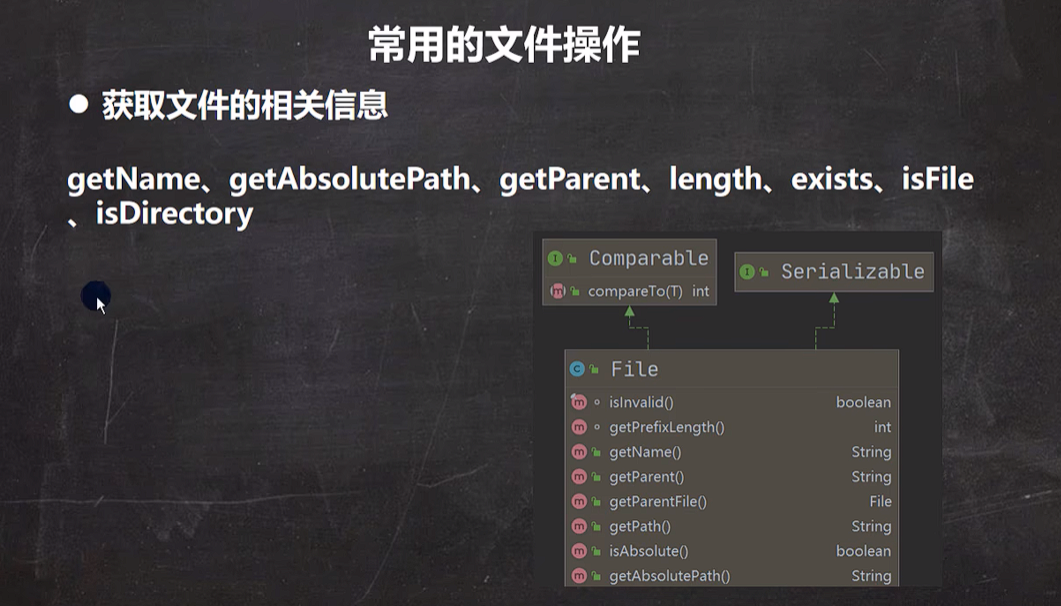 常用的文件操作
● 获取文件的相关信息
getName、getAbsolutePath、getParent、length、exists、isFile
、isDirectory
Comparable
compareTo(T) int
Serializable
File
isInvalid() boolean
getPrefixLength() int
getName() String
getParent() String
getParentFile() File
getPath() String
isAbsolute() boolean
getAbsolutePath() String